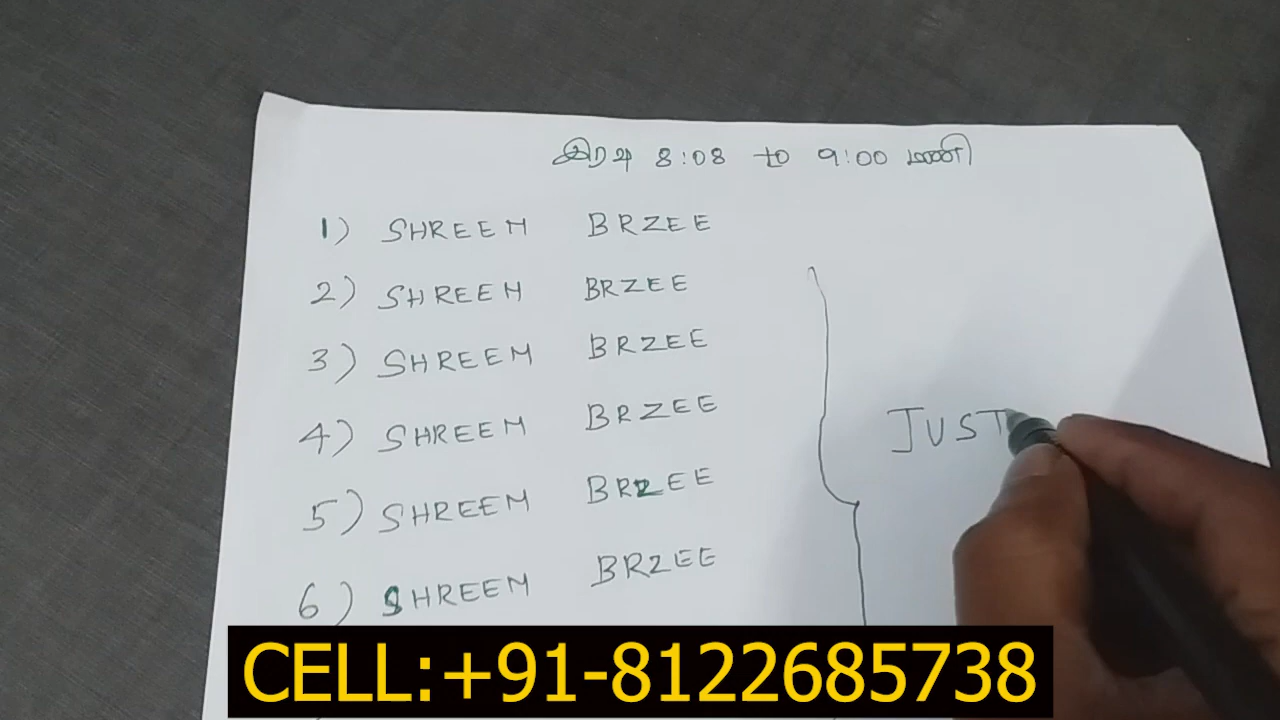 இரவு 8:08 to 9:00 மணி
1) SHREEM BRZEE
2) SHREEM BRZEE
3) SHREEM BRZEE
4) SHREEM BRZEE
5) SHREEM BRZEE
6) SHREEM BRZEE
JUST
CELL:+91-8122685738